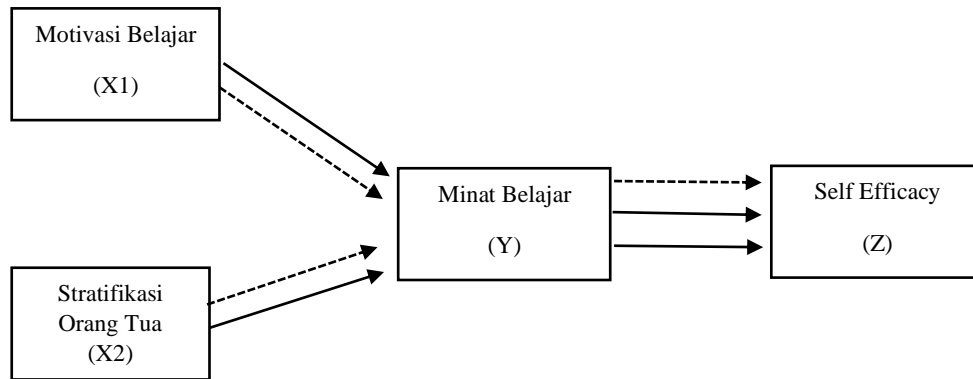 Motivasi Belajar
(X1)
Minat Belajar
(Y)
Self Efficacy
(Z)
Stratifikasi
Orang Tua
(X2)